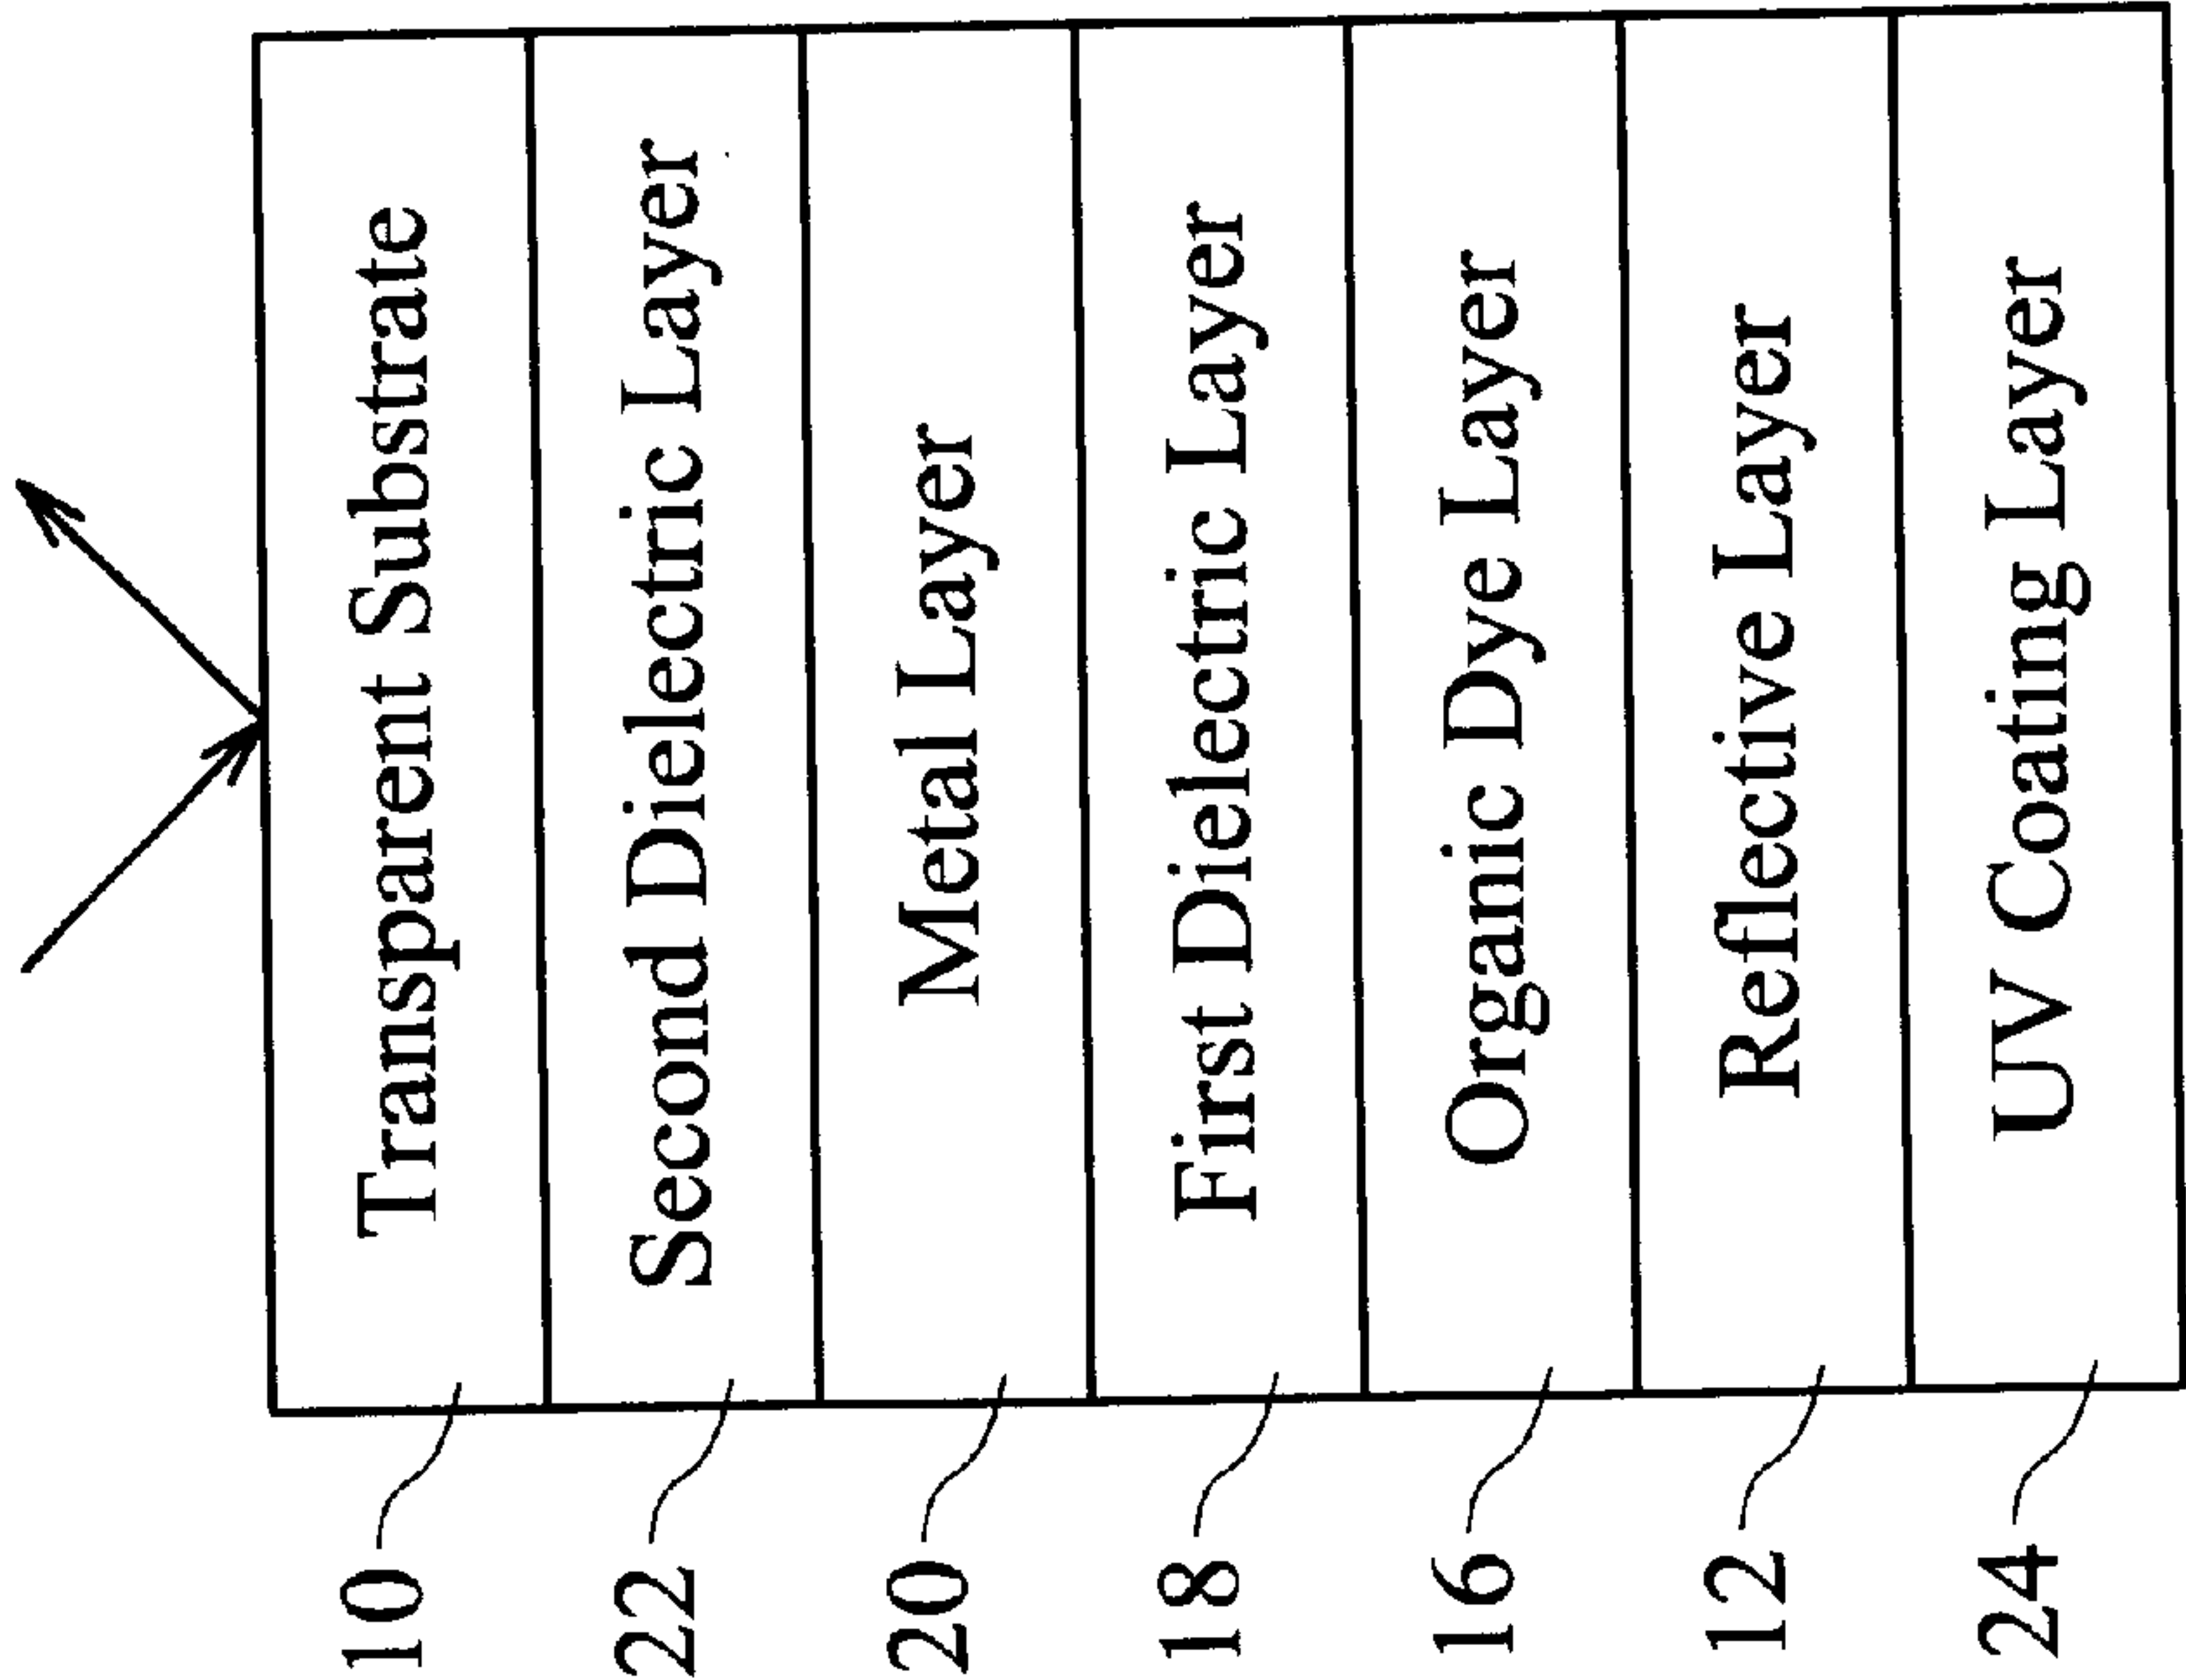 10 Transparent Substrate
22 Second Dielectric Layer
20 Metal Layer
18 First Dielectric Layer
16 Organic Dye Layer
12 Reflective Layer
24 UV Coating Layer